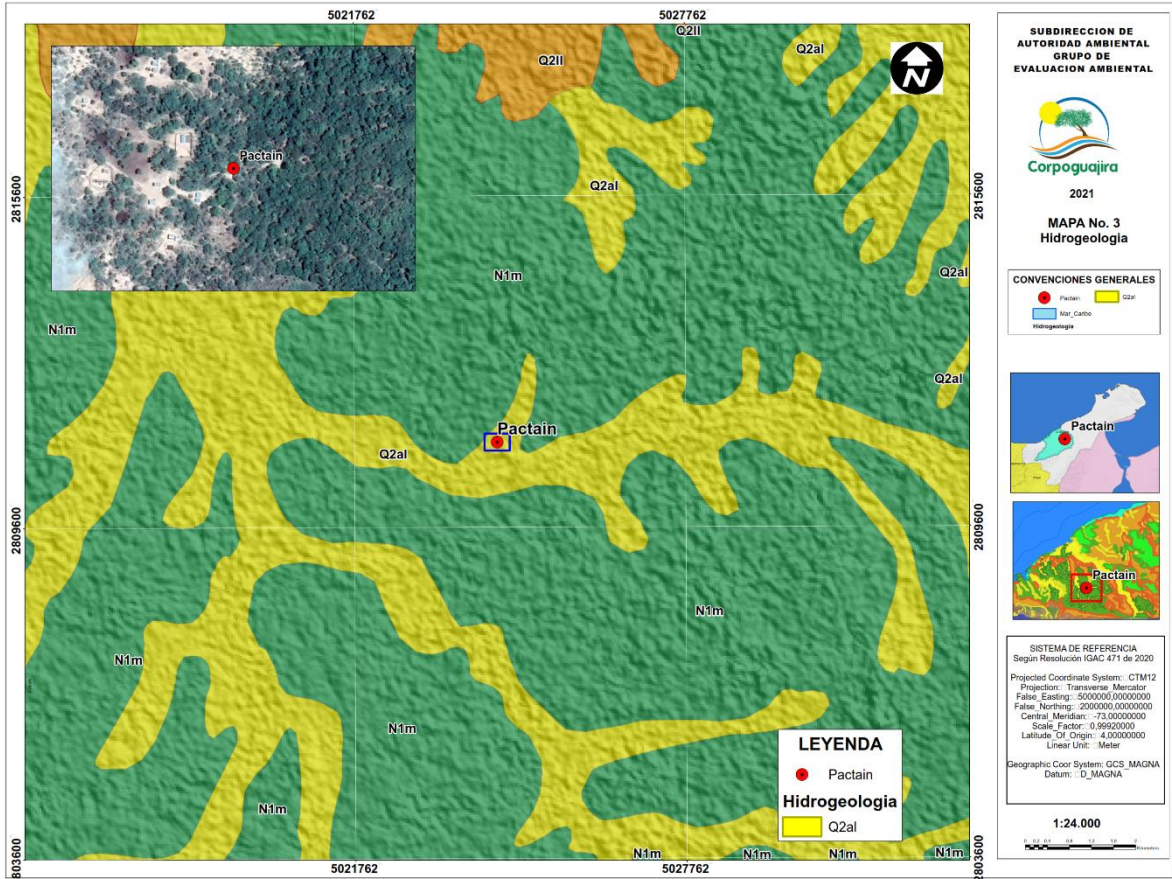 5021762
5027762
Q2ll
Q2ll
Q2al
Pactain
2815600
2815600
Q2al
N1m
N1m
Q2al
Q2al
Pactain
Q2al
2809600
2809600
N1m
N1m
N1m
N1m
LEYENDA
Pactain
Hidrogeologia
Q2al
N1m
N1m
N1m
N1m
2803600
2803600
5021762
5027762
N
SUBDIRECCION DE
AUTORIDAD AMBIENTAL
GRUPO DE
EVALUACION AMBIENTAL
Corpoguajira
2021
MAPA No. 3
Hidrogeologia
CONVENCIONES GENERALES
Pactain
Q2al
Mar_Caribe
Hidrogeologia
Pactain
Pactain
SISTEMA DE REFERENCIA
Según Resolución IGAC 471 de 2020
Projected Coordinate System: CTM12
Projection: Transverse_Mercator
False_Easting: 5000000,00000000
False_Northing: 2000000,00000000
Central_Meridian: -73,00000000
Scale_Factor: 0,99920000
Latitude_Of_Origin: 4,00000000
Linear Unit: Meter
Geographic Coor System: GCS_MAGNA
Datum: D_MAGNA
1:24.000